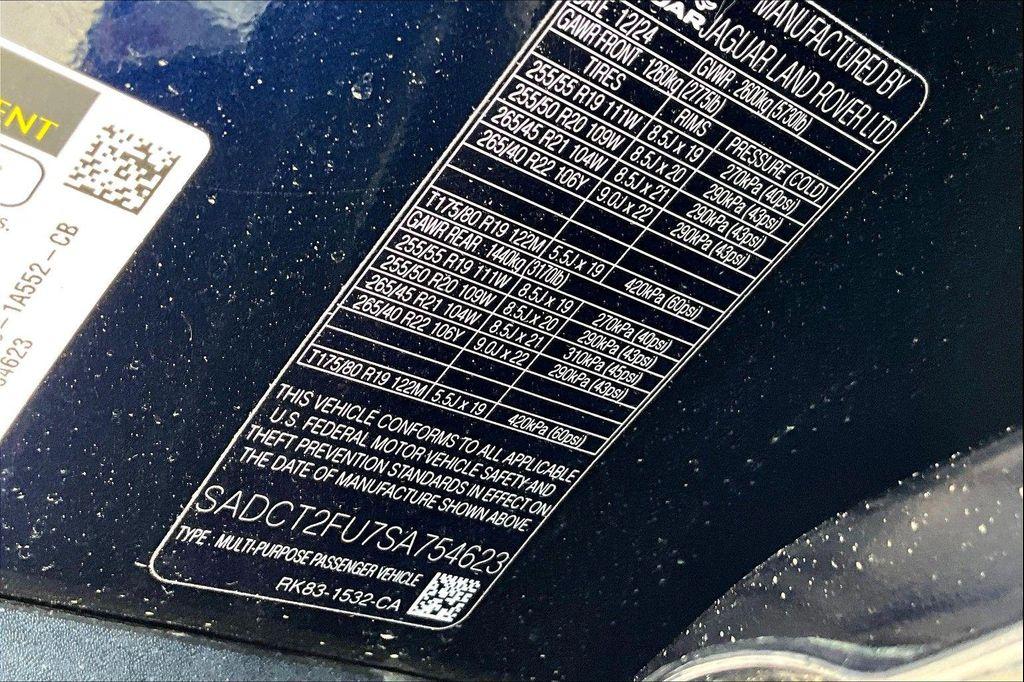 ENT
- 1A552 - CB
54623
MANUFACTURED BY
JAGUAR LAND ROVER LTD
DATE: 12/24 GVWR 2600kg (5730lb)
GAWR FRONT: 1260kg (2775lb)
TIRES RIMS PRESSURE (COLD)
255/55 R19 111W 8.5J x 19 270kPa (40psi)
255/50 R20 109W 8.5J x 20 290kPa (43psi)
265/45 R21 104W 8.5J x 21 290kPa (43psi)
265/40 R22 106Y 9.0J x 22 290kPa (43psi)
T175/80 R19 122M 5.5J x 19 420kPa (60psi)
GAWR REAR: 1440kg (3170lb)
255/55 R19 111W 8.5J x 19 270kPa (40psi)
255/50 R20 109W 8.5J x 20 290kPa (43psi)
265/45 R21 104W 8.5J x 21 310kPa (45psi)
265/40 R22 106Y 9.0J x 22 290kPa (43psi)
T175/80 R19 122M 5.5J x 19 420kPa (60psi)
THIS VEHICLE CONFORMS TO ALL APPLICABLE
U.S. FEDERAL MOTOR VEHICLE SAFETY AND
THEFT PREVENTION STANDARDS IN EFFECT ON
THE DATE OF MANUFACTURE SHOWN ABOVE
SADCT2FU7SA754623
TYPE: MULTI-PURPOSE PASSENGER VEHICLE
RK83-1532-CA